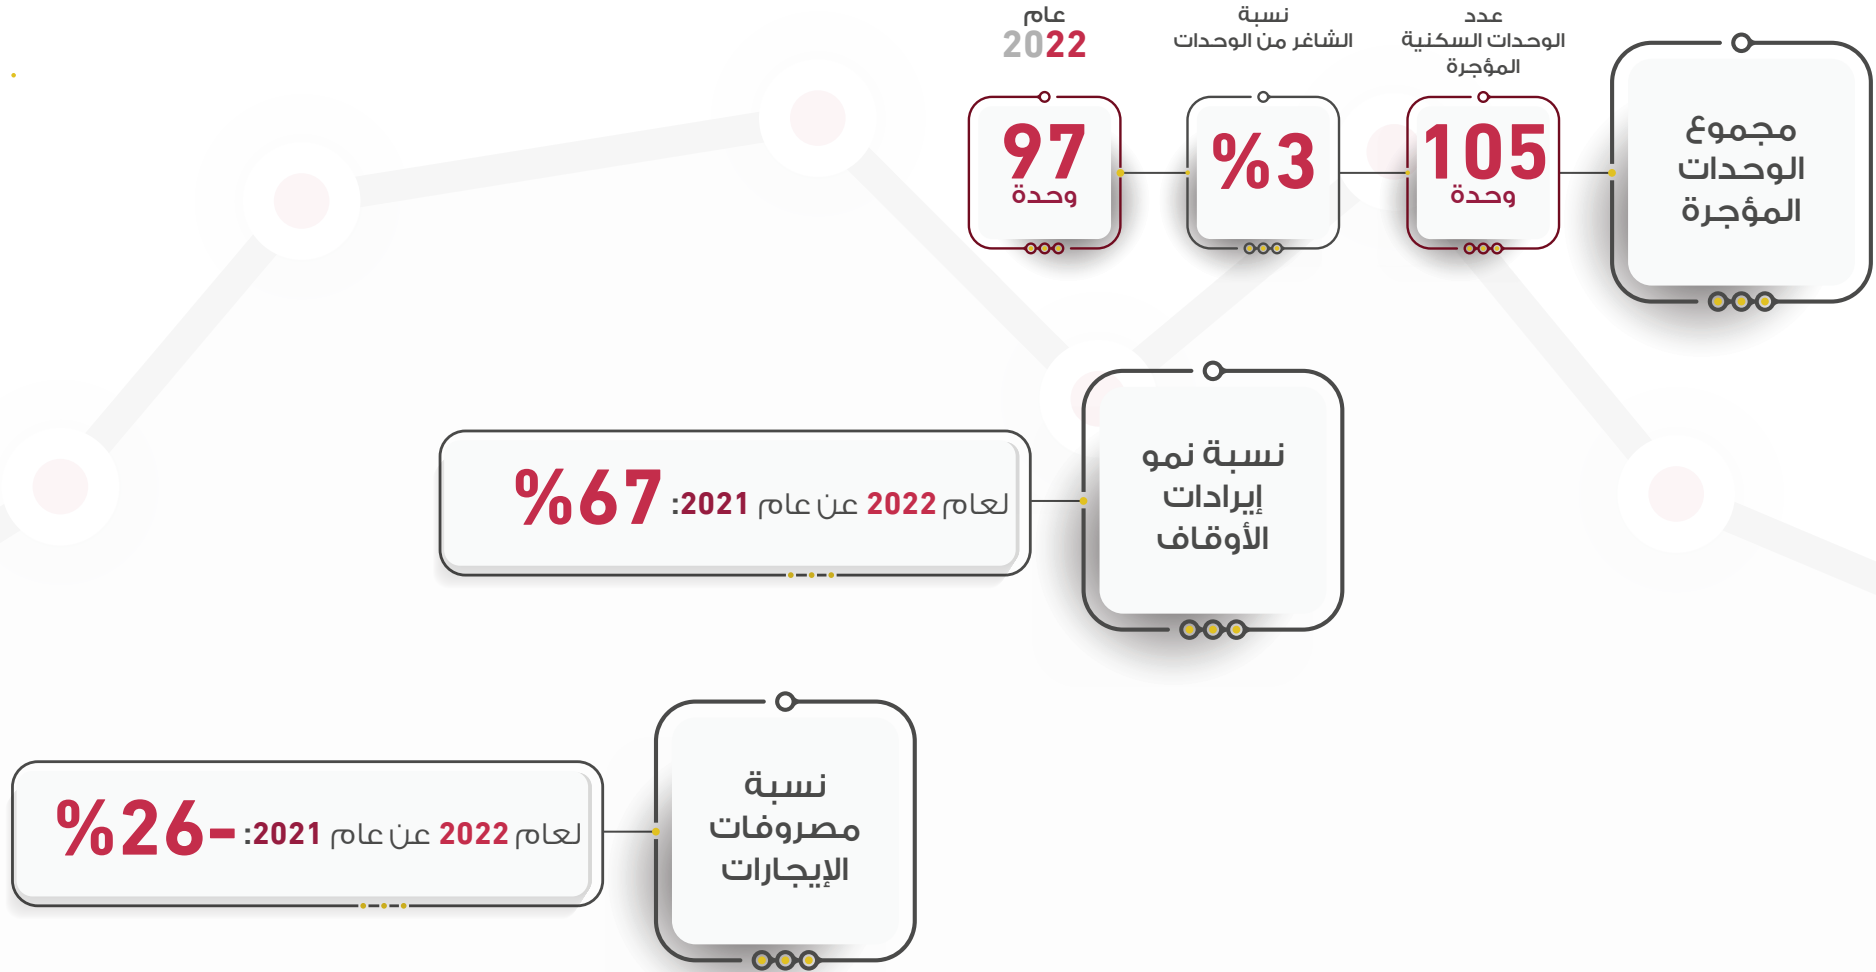 مجموع
الوحدات
المؤجرة
عدد
الوحدات السكنية
المؤجرة
105
وحدة
نسبة
الشاغر من الوحدات
%3
عام
2022
97
وحدة
نسبة نمو
إيرادات
الأوقاف
لعام 2022 عن عام 2021: %67
نسبة
مصروفات
الإيجارات
لعام 2022 عن عام 2021: %26-